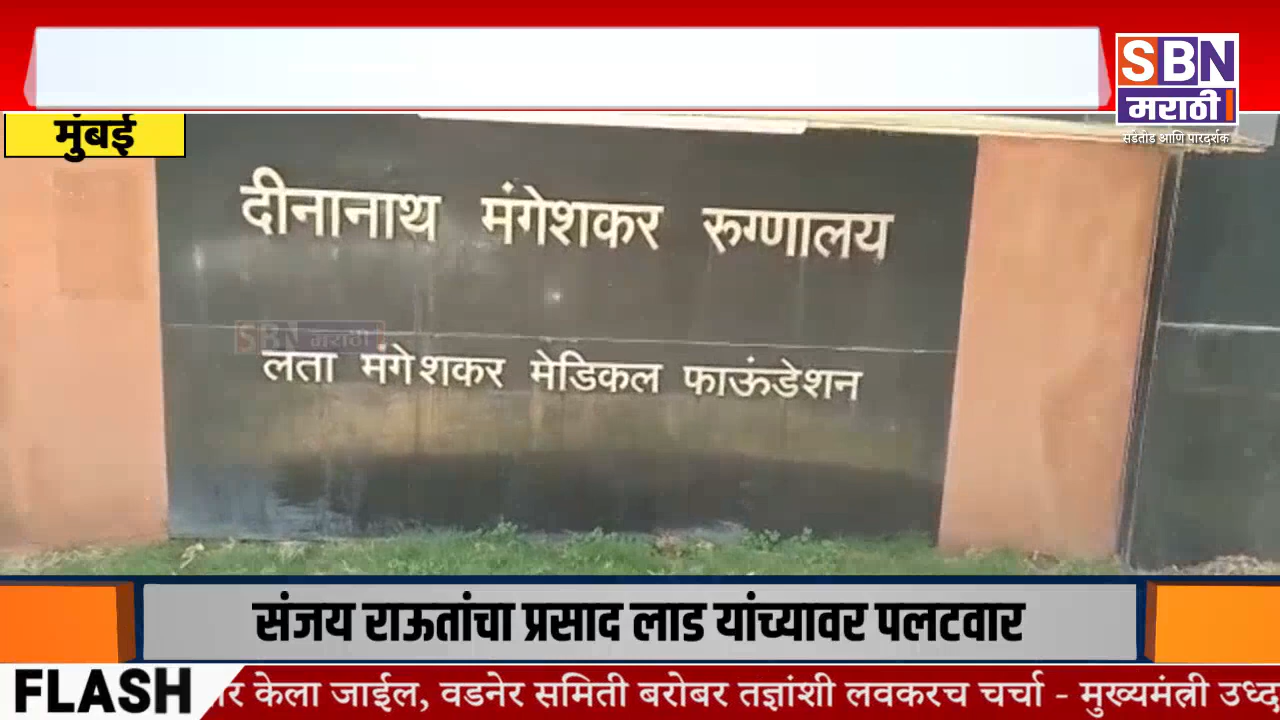 SBN
मराठी
सडेतोड आणि पारदर्शक
मुंबई
दीनानाथ मंगेशकर रुग्णालय
SBN मराठी
लता मंगेशकर मेडिकल फाऊंडेशन
संजय राऊतांचा प्रसाद लाड यांच्यावर पलटवार
FLASH
केला जाईल, वडनेर समिती बरोबर तज्ञांशी लवकरच चर्चा - मुख्यमंत्री